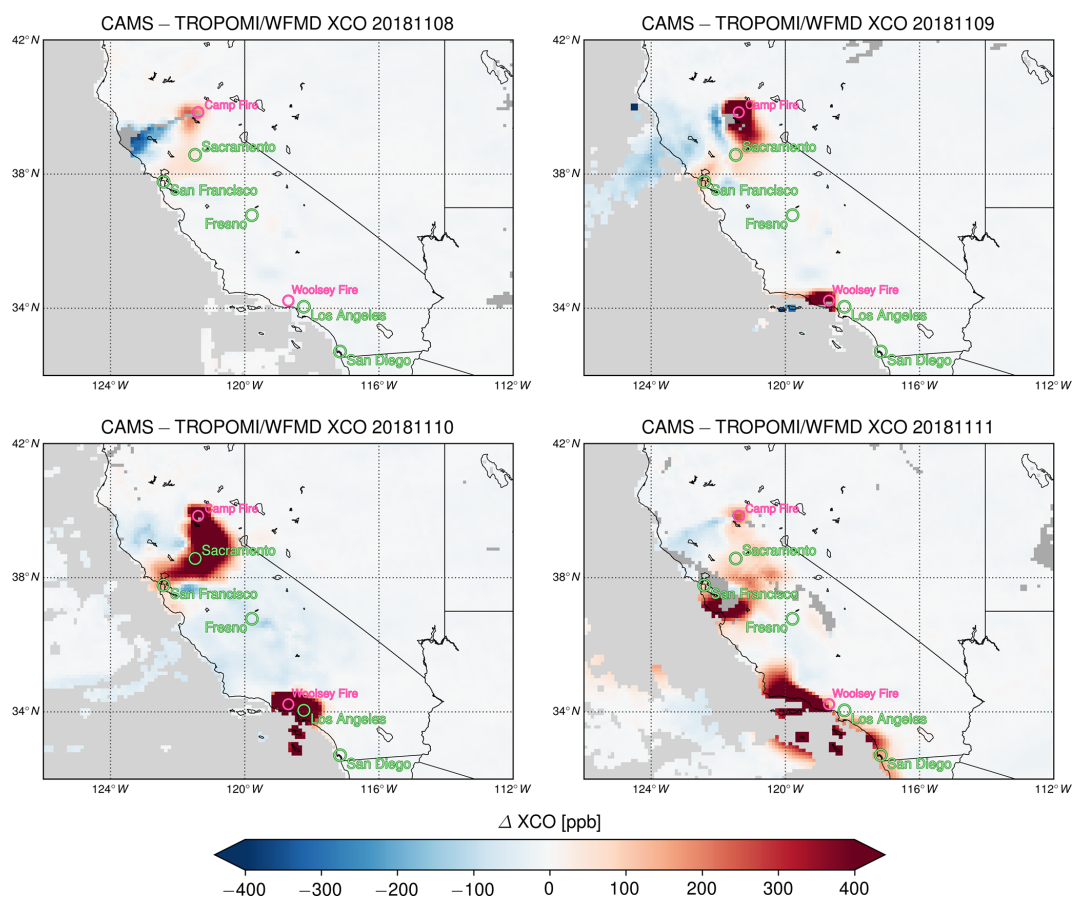 CAMS − TROPOMI/WFMD XCO 20181108
42°N
38°N
34°N
124°W
120°W
116°W
112°W
Camp Fire
Sacramento
San Francisco
Fresno
Woolsey Fire
Los Angeles
San Diego
CAMS − TROPOMI/WFMD XCO 20181109
42°N
38°N
34°N
124°W
120°W
116°W
112°W
Camp Fire
Sacramento
San Francisco
Fresno
Woolsey Fire
Los Angeles
San Diego
CAMS − TROPOMI/WFMD XCO 20181110
42°N
38°N
34°N
124°W
120°W
116°W
112°W
Camp Fire
Sacramento
San Francisco
Fresno
Woolsey Fire
Los Angeles
San Diego
CAMS − TROPOMI/WFMD XCO 20181111
42°N
38°N
34°N
124°W
120°W
116°W
112°W
Camp Fire
Sacramento
San Francisco
Fresno
Woolsey Fire
Los Angeles
San Diego
Δ XCO [ppb]
−400 −300 −200 −100 0 100 200 300 400